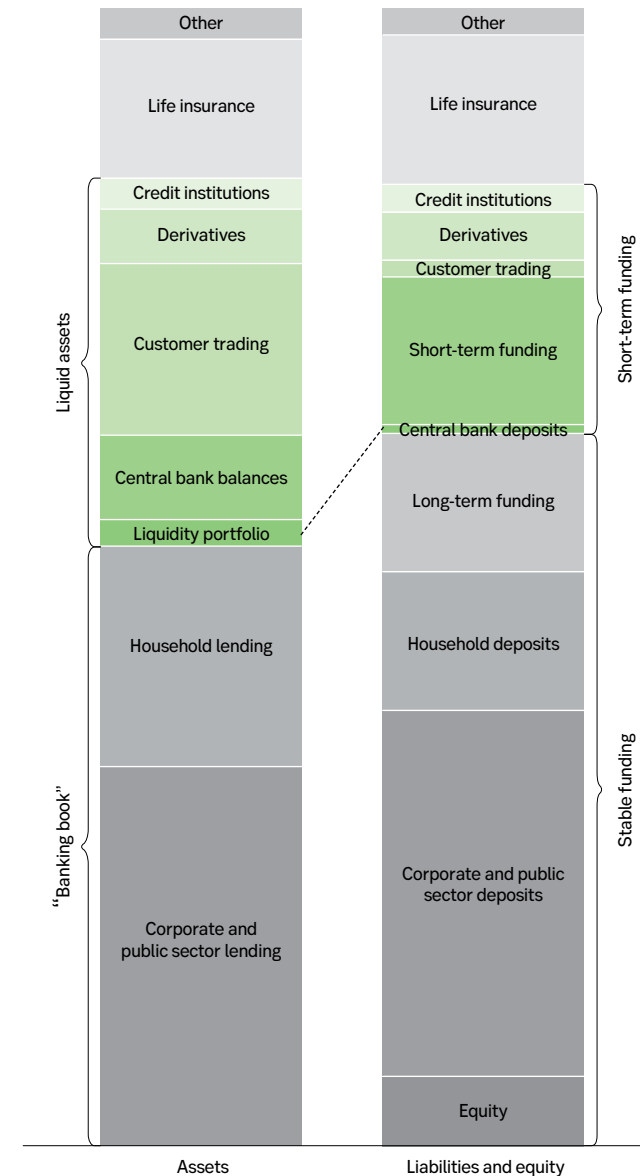 Other
Life insurance
Credit institutions
Derivatives
Customer trading
Central bank balances
Liquidity portfolio
Household lending
Corporate and
public sector lending
Liquid assets
“Banking book”
Assets
Other
Life insurance
Credit institutions
Derivatives
Customer trading
Short-term funding
Central bank deposits
Long-term funding
Household deposits
Corporate and public
sector deposits
Equity
Short-term funding
Stable funding
Liabilities and equity